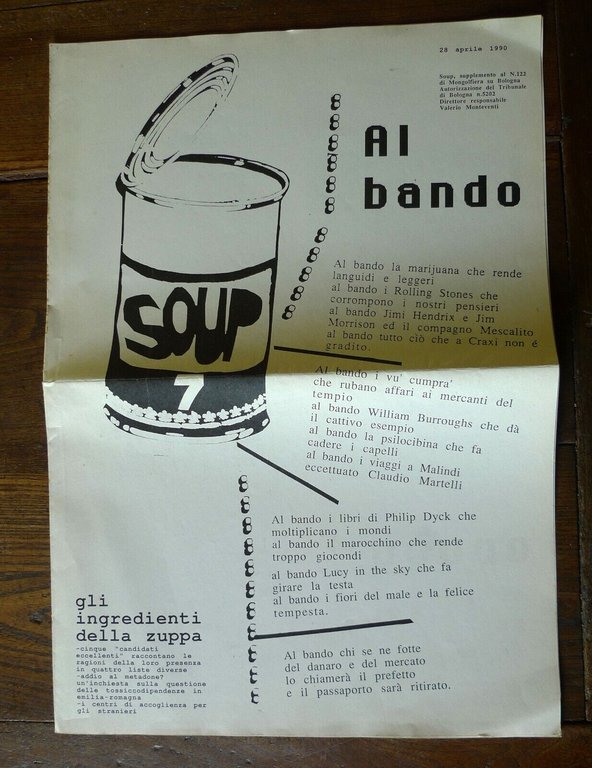 28 aprile 1990
Soup, supplemento al N.122
di Mongolfiera su Bologna
Autorizzazione del Tribunale
di Bologna n.5202
Direttore responsabile
Valerio Monteventi
Al
bando
SOUP
7
Al bando la marijuana che rende
languidi e leggeri
al bando i Rolling Stones che
corrompono i nostri pensieri
al bando Jimi Hendrix e Jim
Morrison ed il compagno Mescalito
al bando tutto ciò che a Craxi non é
gradito.
Al bando i vu' cumpra'
che rubano affari ai mercanti del
tempio
al bando William Burroughs che dà
il cattivo esempio
al bando la psilocibina che fa
cadere i capelli
al bando i viaggi a Malindi
eccettuato Claudio Martelli
Al bando i libri di Philip Dyck che
moltiplicano i mondi
al bando il marocchino che rende
troppo giocondi
al bando Lucy in the sky che fa
girare la testa
al bando i fiori del male e la felice
tempesta.
Al bando chi se ne fotte
del danaro e del mercato
lo chiamerà il prefetto
e il passaporto sarà ritirato.
gli
ingredienti
della zuppa
-cinque "candidati
eccellenti" raccontano le
ragioni della loro presenza
in quattro liste diverse
-addio al metadone?
un'inchiesta sulla questione
delle tossicodipendenze in
emilia-romagna
-i centri di accoglienza per
gli stranieri